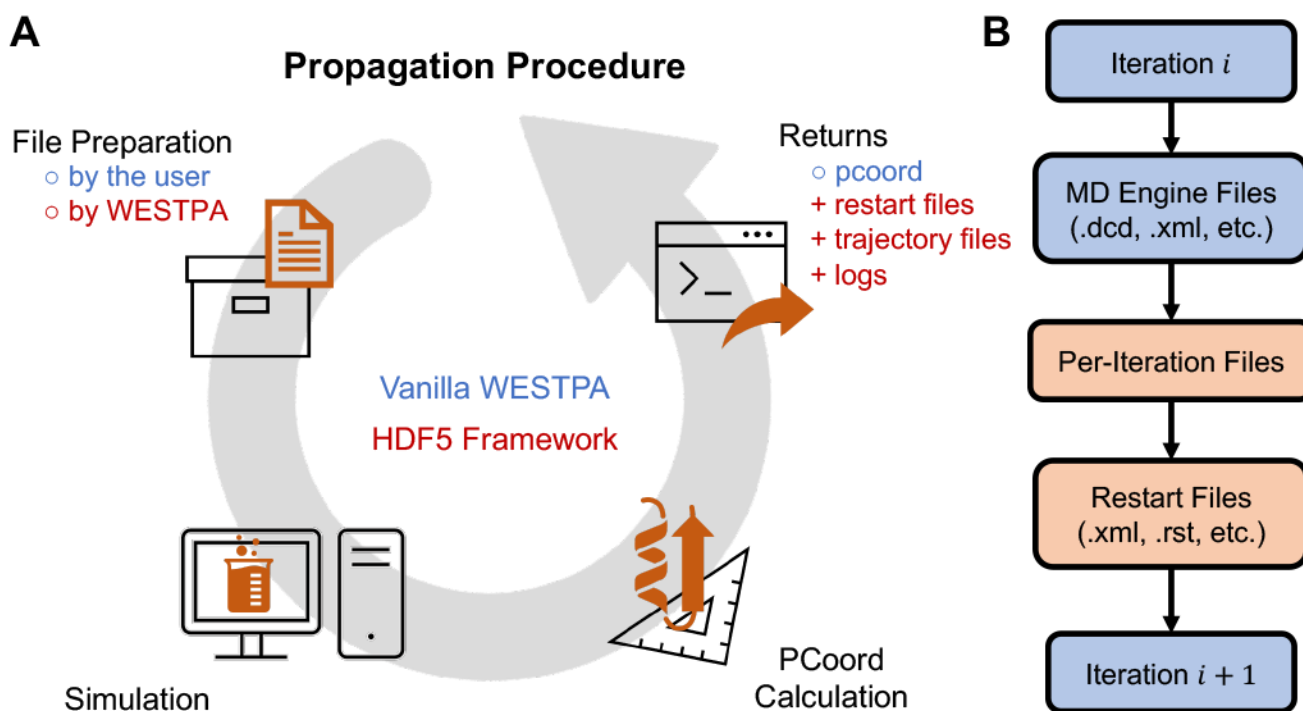 A
Propagation Procedure
File Preparation
○ by the user
○ by WESTPA
Returns
○ pcoord
+ restart files
+ trajectory files
+ logs
>_
Vanilla WESTPA
HDF5 Framework
Simulation
PCoord
Calculation
B
Iteration i
MD Engine Files
(.dcd, .xml, etc.)
Per-Iteration Files
Restart Files
(.xml, .rst, etc.)
Iteration i + 1